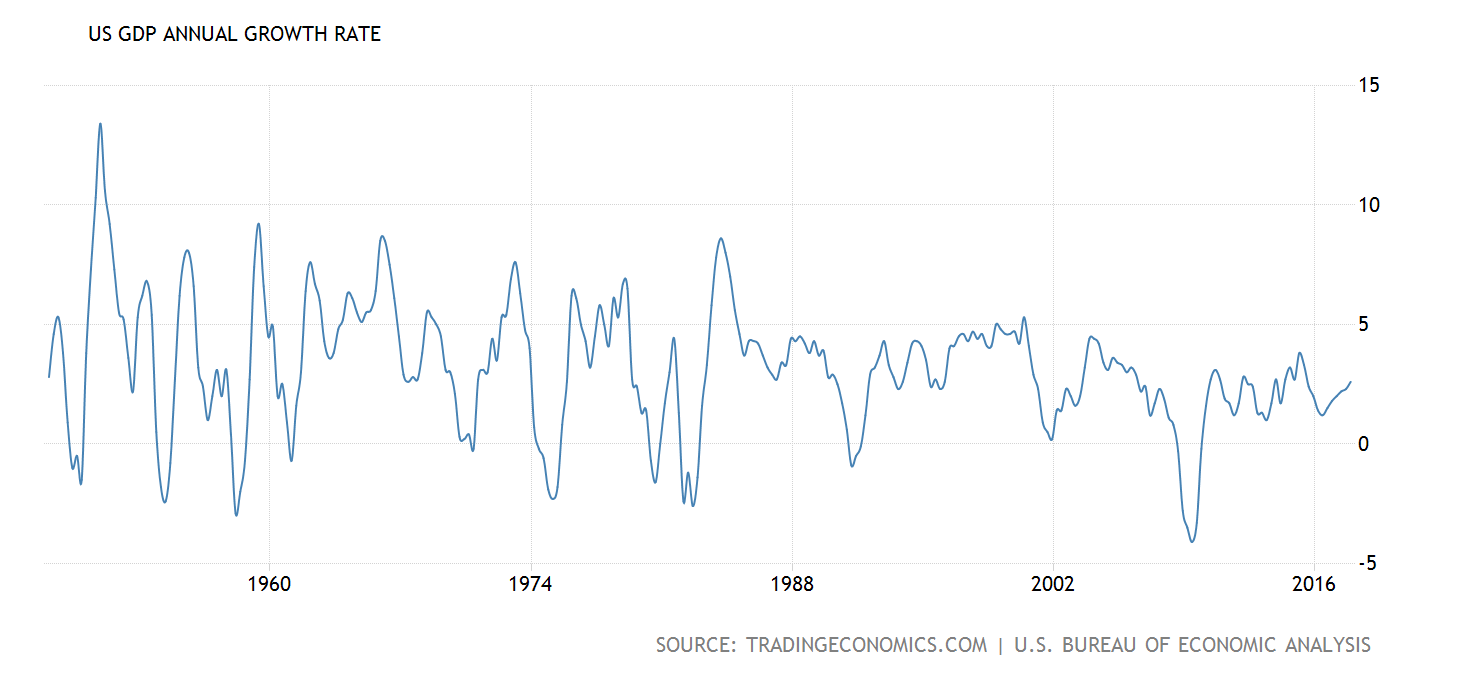 US GDP ANNUAL GROWTH RATE
15
10
5
0
-5
1960 1974 1988 2002 2016
SOURCE: TRADINGECONOMICS.COM | U.S. BUREAU OF ECONOMIC ANALYSIS